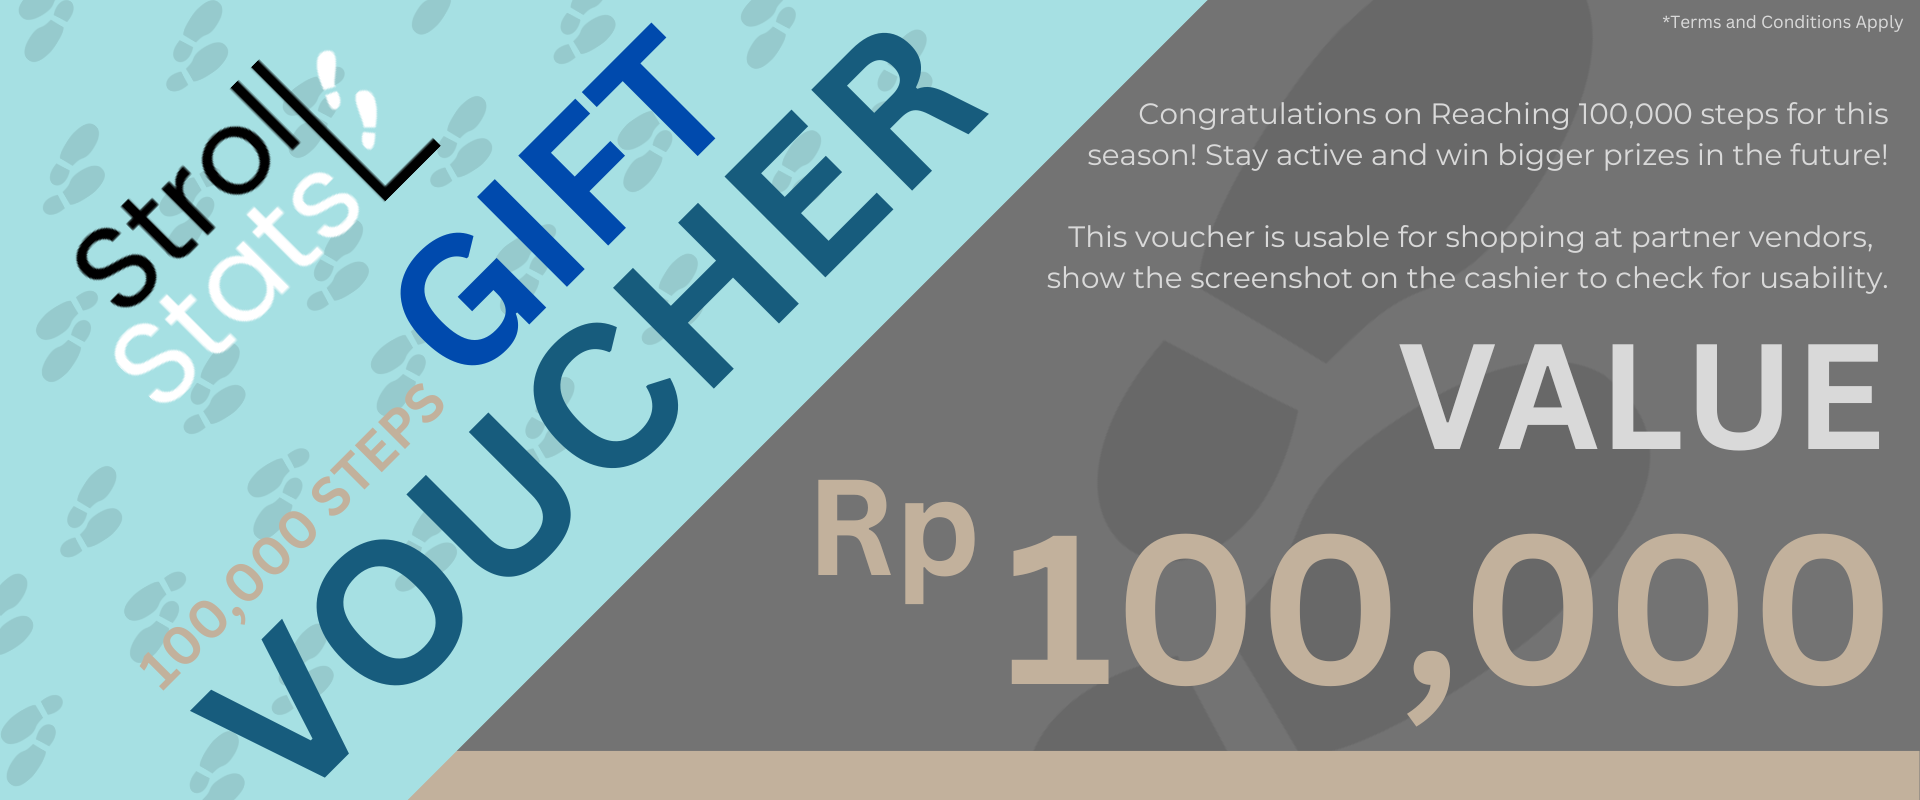 Stroll
Stats
GIFT
VOUCHER
100,000 STEPS
*Terms and Conditions Apply
Congratulations on Reaching 100,000 steps for this
season! Stay active and win bigger prizes in the future!
This voucher is usable for shopping at partner vendors,
show the screenshot on the cashier to check for usability.
VALUE
Rp 100,000